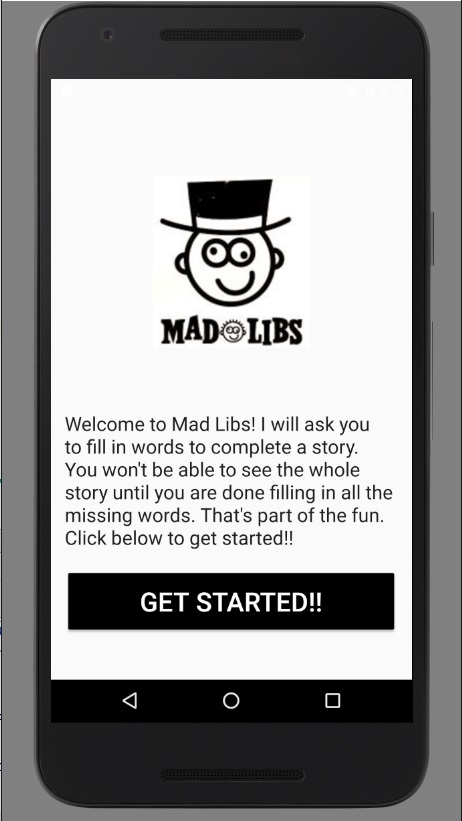 MAD LIBS
Welcome to Mad Libs! I will ask you
to fill in words to complete a story.
You won't be able to see the whole
story until you are done filling in all the
missing words. That's part of the fun.
Click below to get started!!
GET STARTED!!